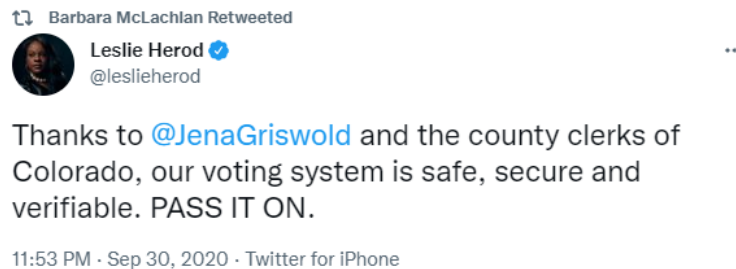 Barbara McLachlan Retweeted
Leslie Herod
@leslieherod
Thanks to @JenaGriswold and the county clerks of
Colorado, our voting system is safe, secure and
verifiable. PASS IT ON.
11:53 PM · Sep 30, 2020 · Twitter for iPhone